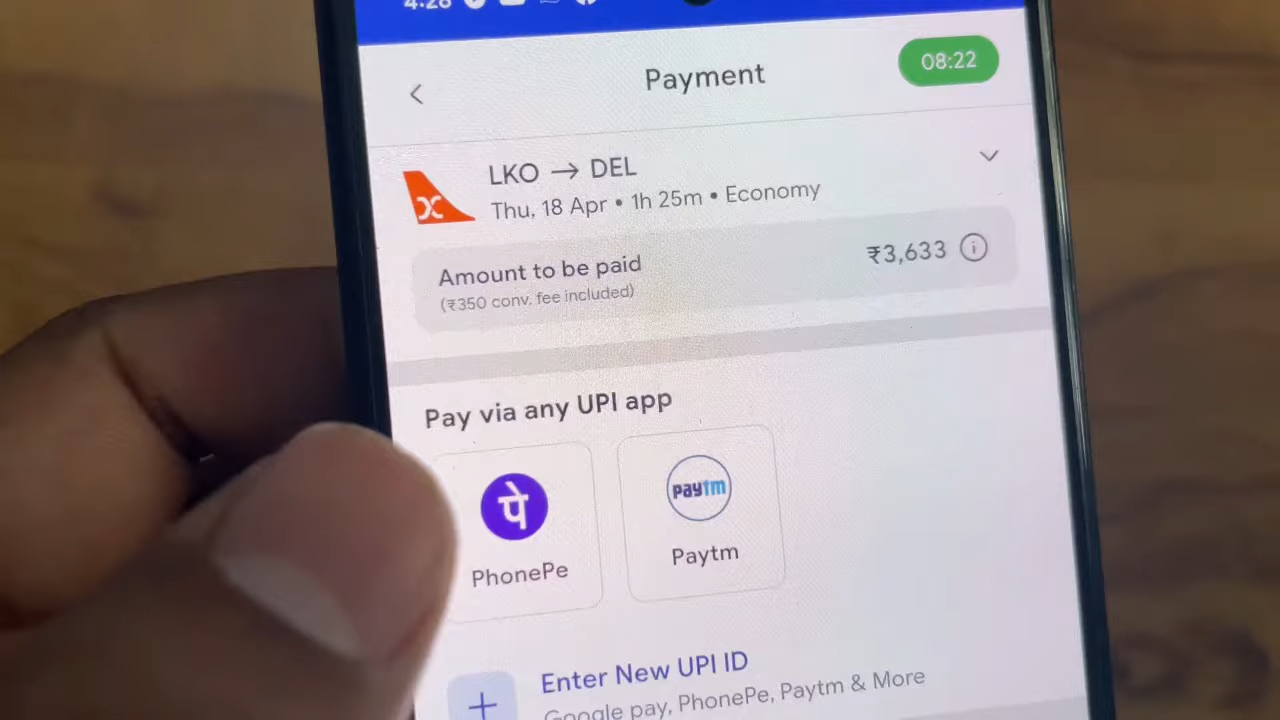 4:28
Payment
08:22
LKO → DEL
Thu, 18 Apr • 1h 25m • Economy
Amount to be paid
₹3,633
(₹350 conv. fee included)
Pay via any UPI app
पे
paytm
PhonePe
Paytm
Enter New UPI ID
Google pay, PhonePe, Paytm & More